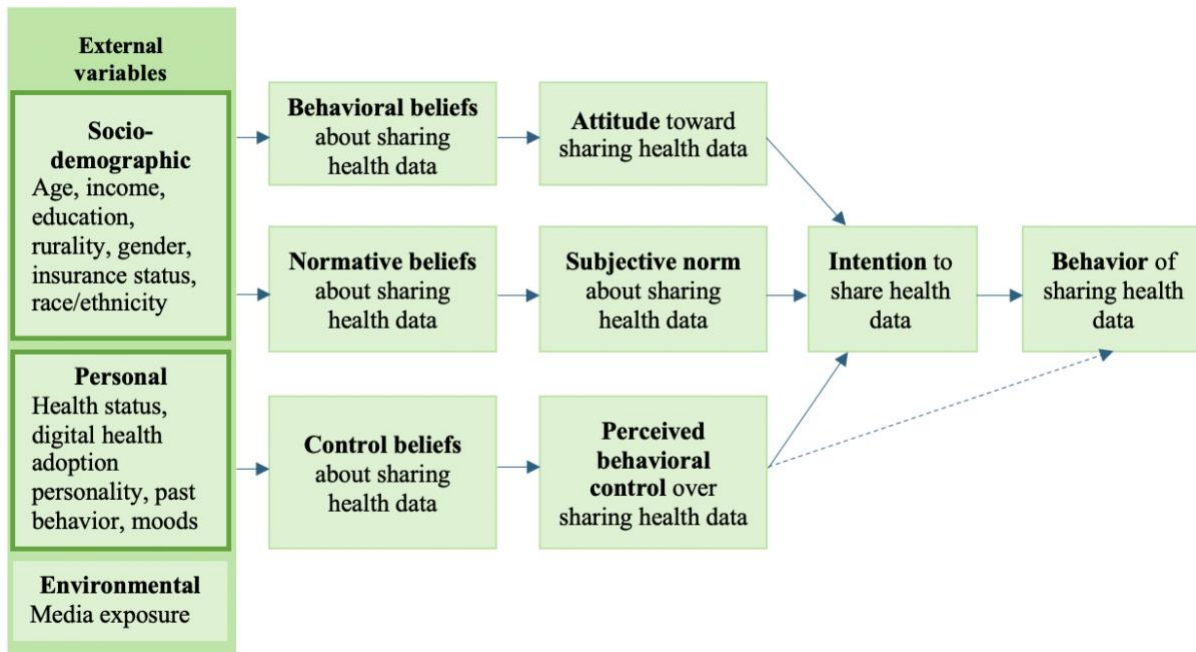 External
variables
Socio-
demographic
Age, income,
education,
rurality, gender,
insurance status,
race/ethnicity
Personal
Health status,
digital health
adoption
personality, past
behavior, moods
Environmental
Media exposure
Behavioral beliefs
about sharing
health data
Attitude toward
sharing health data
Normative beliefs
about sharing
health data
Subjective norm
about sharing
health data
Control beliefs
about sharing
health data
Perceived
behavioral
control over
sharing health data
Intention to
share health
data
Behavior of
sharing health
data